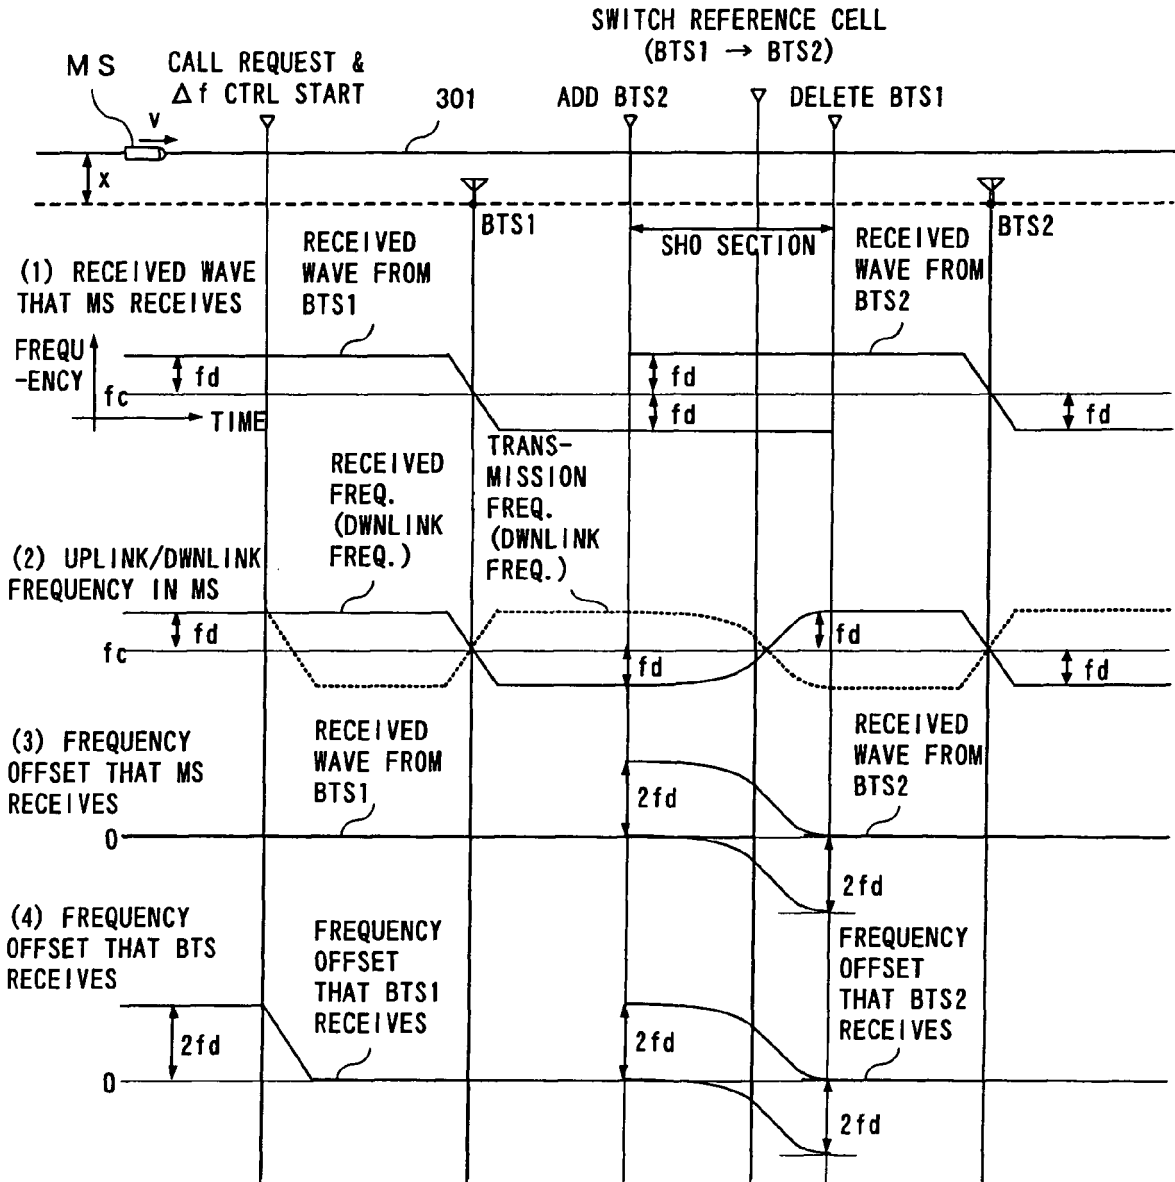 SWITCH REFERENCE CELL
(BTS1 → BTS2)
MS
CALL REQUEST &
Δf CTRL START
301
ADD BTS2
DELETE BTS1
V
X
BTS1
BTS2
SHO SECTION
(1) RECEIVED WAVE
THAT MS RECEIVES
RECEIVED
WAVE FROM
BTS1
RECEIVED
WAVE FROM
BTS2
FREQU
-ENCY
fc
TIME
fd
fd
fd
fd
(2) UPLINK/DWNLINK
FREQUENCY IN MS
RECEIVED
FREQ.
(DWNLINK
FREQ.)
TRANS-
MISSION
FREQ.
(DWNLINK
FREQ.)
fc
fd
fd
fd
fd
(3) FREQUENCY
OFFSET THAT MS
RECEIVES
RECEIVED
WAVE FROM
BTS1
RECEIVED
WAVE FROM
BTS2
0
2fd
2fd
(4) FREQUENCY
OFFSET THAT BTS
RECEIVES
FREQUENCY
OFFSET
THAT BTS1
RECEIVES
FREQUENCY
OFFSET
THAT BTS2
RECEIVES
0
2fd
2fd
2fd